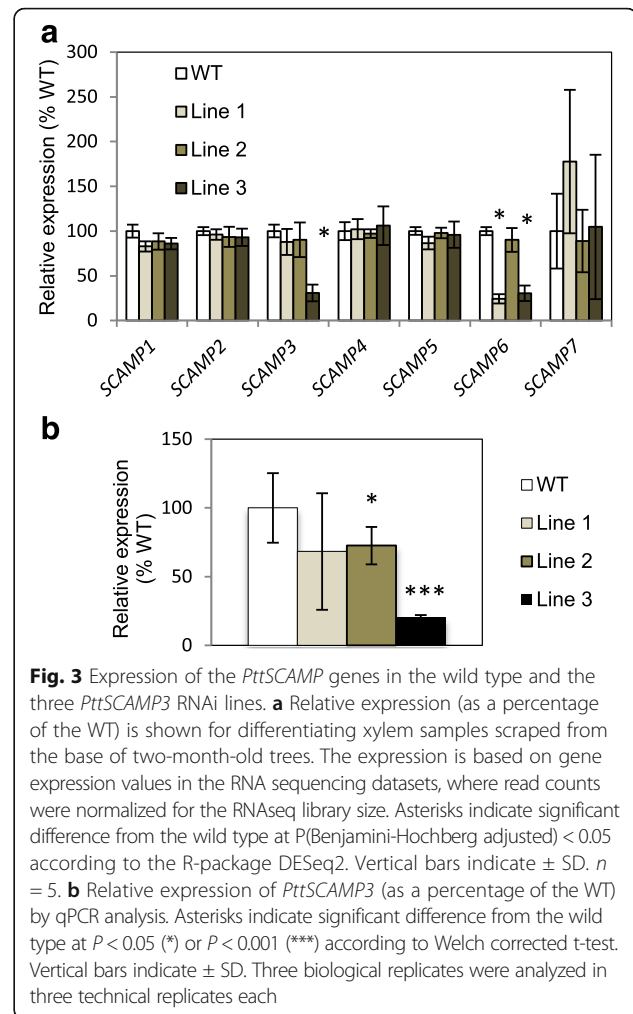 a
300
250
200
150
100
50
0
Relative expression (% WT)
WT
Line 1
Line 2
Line 3
*
* *
SCAMP1 SCAMP2 SCAMP3 SCAMP4 SCAMP5 SCAMP6 SCAMP7
b
150
100
50
0
Relative expression
(% WT)
*
***
WT
Line 1
Line 2
Line 3
Fig. 3 Expression of the PttSCAMP genes in the wild type and the
three PttSCAMP3 RNAi lines. a Relative expression (as a percentage
of the WT) is shown for differentiating xylem samples scraped from
the base of two-month-old trees. The expression is based on gene
expression values in the RNA sequencing datasets, where read counts
were normalized for the RNAseq library size. Asterisks indicate significant
difference from the wild type at P(Benjamini-Hochberg adjusted) < 0.05
according to the R-package DESeq2. Vertical bars indicate ± SD. n
= 5. b Relative expression of PttSCAMP3 (as a percentage of the WT)
by qPCR analysis. Asterisks indicate significant difference from the wild
type at P < 0.05 (*) or P < 0.001 (***) according to Welch corrected t-test.
Vertical bars indicate ± SD. Three biological replicates were analyzed in
three technical replicates each